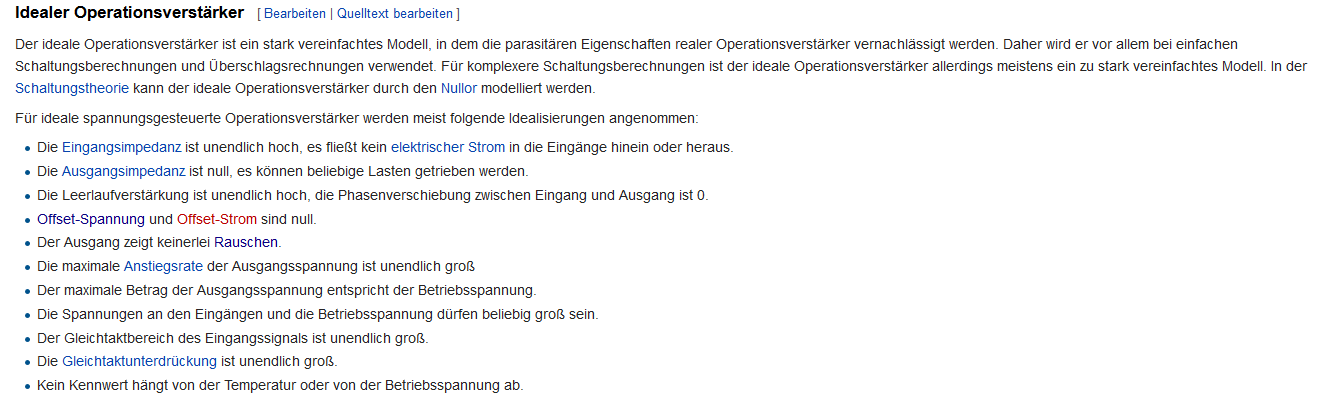 Idealer Operationsverstärker [ Bearbeiten | Quelltext bearbeiten ]
Der ideale Operationsverstärker ist ein stark vereinfachtes Modell, in dem die parasitären Eigenschaften realer Operationsverstärker vernachlässigt werden. Daher wird er vor allem bei einfachen
Schaltungsberechnungen und Überschlagsrechnungen verwendet. Für komplexere Schaltungsberechnungen ist der ideale Operationsverstärker allerdings meistens ein zu stark vereinfachtes Modell. In der
Schaltungstheorie kann der ideale Operationsverstärker durch den Nullor modelliert werden.
Für ideale spannungsgesteuerte Operationsverstärker werden meist folgende Idealisierungen angenommen:
• Die Eingangsimpedanz ist unendlich hoch, es fließt kein elektrischer Strom in die Eingänge hinein oder heraus.
• Die Ausgangsimpedanz ist null, es können beliebige Lasten getrieben werden.
• Die Leerlaufverstärkung ist unendlich hoch, die Phasenverschiebung zwischen Eingang und Ausgang ist 0.
• Offset-Spannung und Offset-Strom sind null.
• Der Ausgang zeigt keinerlei Rauschen.
• Die maximale Anstiegsrate der Ausgangsspannung ist unendlich groß
• Der maximale Betrag der Ausgangsspannung entspricht der Betriebsspannung.
• Die Spannungen an den Eingängen und die Betriebsspannung dürfen beliebig groß sein.
• Der Gleichtaktbereich des Eingangssignals ist unendlich groß.
• Die Gleichtaktunterdrückung ist unendlich groß.
• Kein Kennwert hängt von der Temperatur oder von der Betriebsspannung ab.